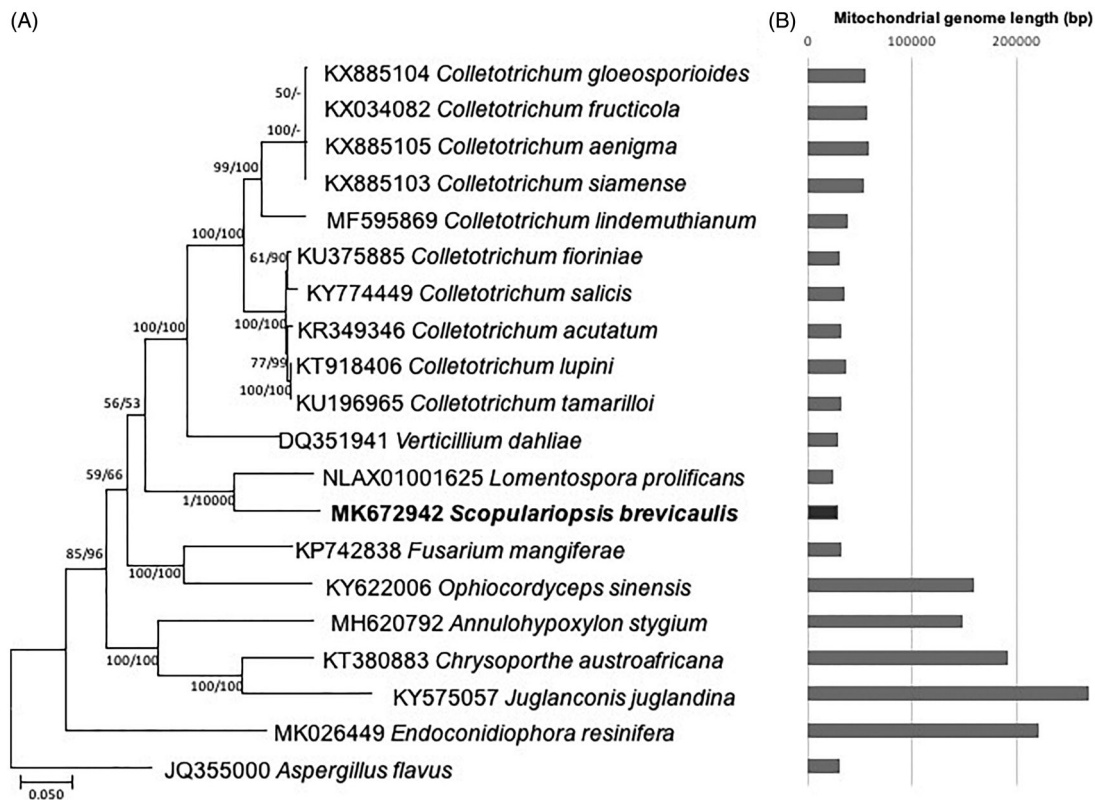 (A)
(B)
Mitochondrial genome length (bp)
0 100000 200000
KX885104 Colletotrichum gloeosporioides
50/-
KX034082 Colletotrichum fructicola
100/-
KX885105 Colletotrichum aenigma
99/100
KX885103 Colletotrichum siamense
MF595869 Colletotrichum lindemuthianum
100/100
61/90
KU375885 Colletotrichum fioriniae
KY774449 Colletotrichum salicis
100/100
100/100
KR349346 Colletotrichum acutatum
77/99
KT918406 Colletotrichum lupini
100/100
KU196965 Colletotrichum tamarilloi
56/53
DQ351941 Verticillium dahliae
59/66
NLAX01001625 Lomentospora prolificans
1/10000
MK672942 Scopulariopsis brevicaulis
85/96
KP742838 Fusarium mangiferae
100/100
KY622006 Ophiocordyceps sinensis
MH620792 Annulohypoxylon stygium
100/100
KT380883 Chrysoporthe austroafricana
100/100
KY575057 Juglanconis juglandina
MK026449 Endoconidiophora resinifera
JQ355000 Aspergillus flavus
0.050